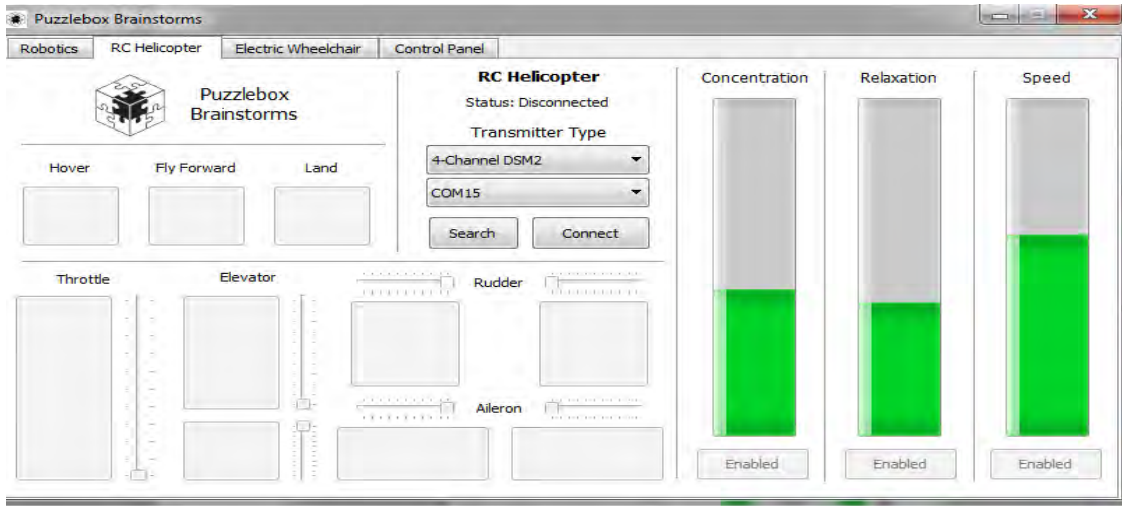 Puzzlebox Brainstorms
Robotics
RC Helicopter
Electric Wheelchair
Control Panel
Puzzlebox
Brainstorms
RC Helicopter
Status: Disconnected
Transmitter Type
4-Channel DSM2
COM15
Search
Connect
Hover
Fly Forward
Land
Throttle
Elevator
Rudder
Aileron
Concentration
Relaxation
Speed
Enabled
Enabled
Enabled